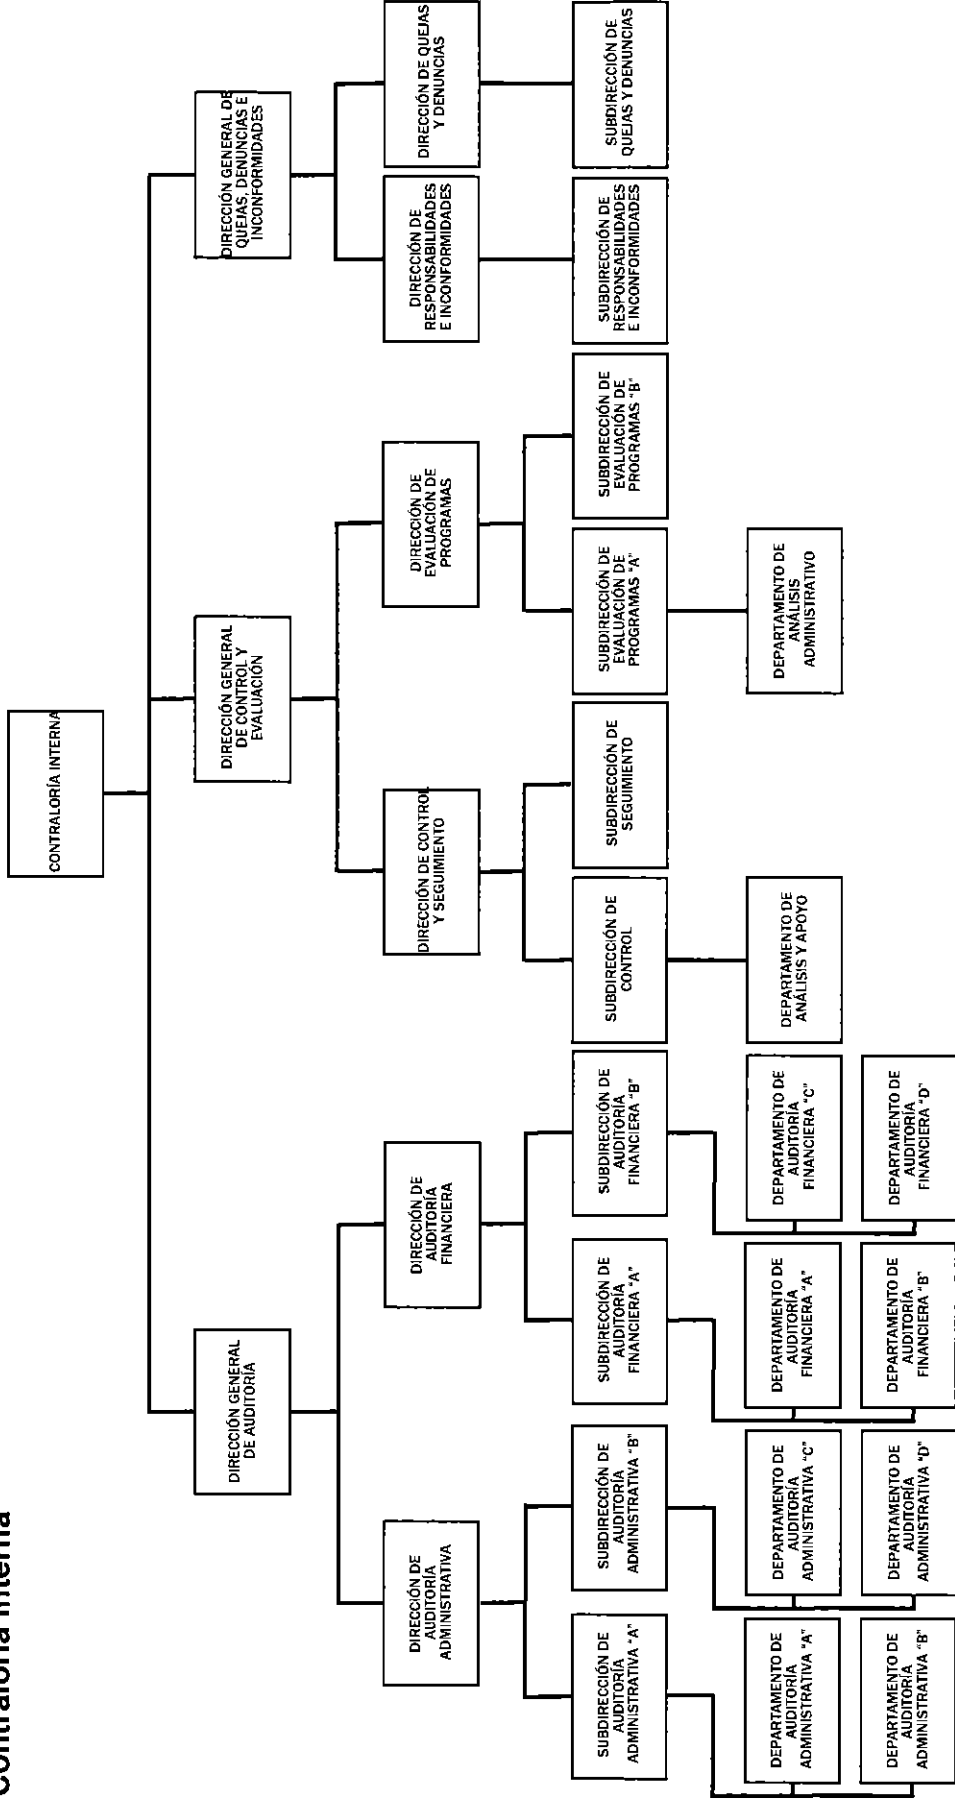 Contraloría Interna
CONTRALORÍA INTERNA
DIRECCIÓN GENERAL
DE AUDITORÍA
DIRECCIÓN GENERAL
DE CONTROL Y
EVALUACIÓN
DIRECCIÓN GENERAL DE
QUEJAS, DENUNCIAS E
INCONFORMIDADES
DIRECCIÓN DE
AUDITORÍA
ADMINISTRATIVA
DIRECCIÓN DE
AUDITORÍA
FINANCIERA
DIRECCIÓN DE CONTROL
Y SEGUIMIENTO
DIRECCIÓN DE
EVALUACIÓN DE
PROGRAMAS
DIRECCIÓN DE
RESPONSABILIDADES
E INCONFORMIDADES
DIRECCIÓN DE QUEJAS
Y DENUNCIAS
SUBDIRECCIÓN DE
AUDITORÍA
ADMINISTRATIVA "A"
SUBDIRECCIÓN DE
AUDITORÍA
ADMINISTRATIVA "B"
SUBDIRECCIÓN DE
AUDITORÍA
FINANCIERA "A"
SUBDIRECCIÓN DE
AUDITORÍA
FINANCIERA "B"
SUBDIRECCIÓN DE
CONTROL
SUBDIRECCIÓN DE
SEGUIMIENTO
SUBDIRECCIÓN DE
EVALUACIÓN DE
PROGRAMAS "A"
SUBDIRECCIÓN DE
EVALUACIÓN DE
PROGRAMAS "B"
SUBDIRECCIÓN DE
RESPONSABILIDADES
E INCONFORMIDADES
SUBDIRECCIÓN DE
QUEJAS Y DENUNCIAS
DEPARTAMENTO DE
AUDITORÍA
ADMINISTRATIVA "A"
DEPARTAMENTO DE
AUDITORÍA
ADMINISTRATIVA "C"
DEPARTAMENTO DE
AUDITORÍA
FINANCIERA "A"
DEPARTAMENTO DE
AUDITORÍA
FINANCIERA "C"
DEPARTAMENTO DE
ANÁLISIS Y APOYO
DEPARTAMENTO DE
ANÁLISIS
ADMINISTRATIVO
DEPARTAMENTO DE
AUDITORÍA
ADMINISTRATIVA "B"
DEPARTAMENTO DE
AUDITORÍA
ADMINISTRATIVA "D"
DEPARTAMENTO DE
AUDITORÍA
FINANCIERA "B"
DEPARTAMENTO DE
AUDITORÍA
FINANCIERA "D"